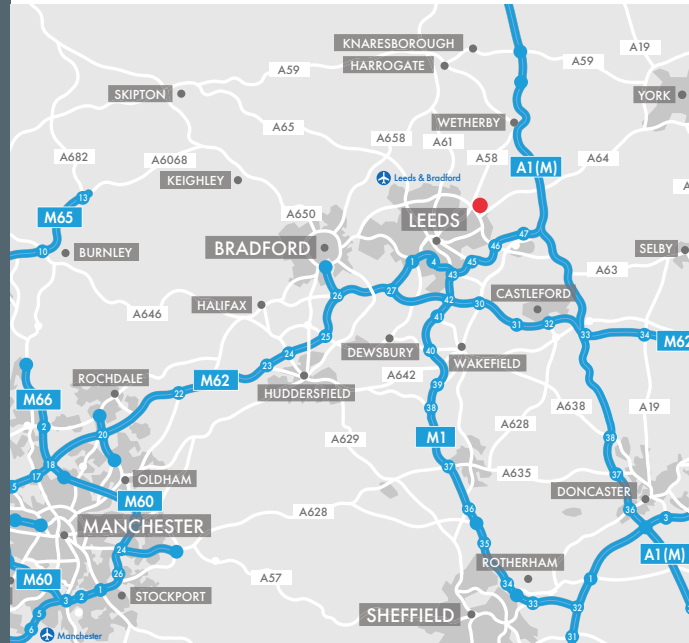 KNARESBOROUGH
A19
HARROGATE
A59
A59
SKIPTON
YORK
A65
WETHERBY
A658
A61
A682
A6068
A58
A64
A1(M)
KEIGHLEY
Leeds & Bradford
13
M65
A650
LEEDS
BRADFORD
47
46
10
BURNLEY
SELBY
1
4
45
43
A63
26
27
42
30
CASTLEFORD
HALIFAX
A646
41
31
32
33
34
M62
25
DEWSBURY
40
WAKEFIELD
24
23
ROCHDALE
M62
22
HUDDERSFIELD
A642
39
M66
38
A638
A19
2
20
M1
A628
A629
38
18
37
A635
37
17
OLDHAM
DONCASTER
M60
A628
36
36
3
MANCHESTER
35
24
A1(M)
ROTHERHAM
M60
26
A57
1
34
1
2
3
STOCKPORT
33
32
5
SHEFFIELD
6
Manchester
31